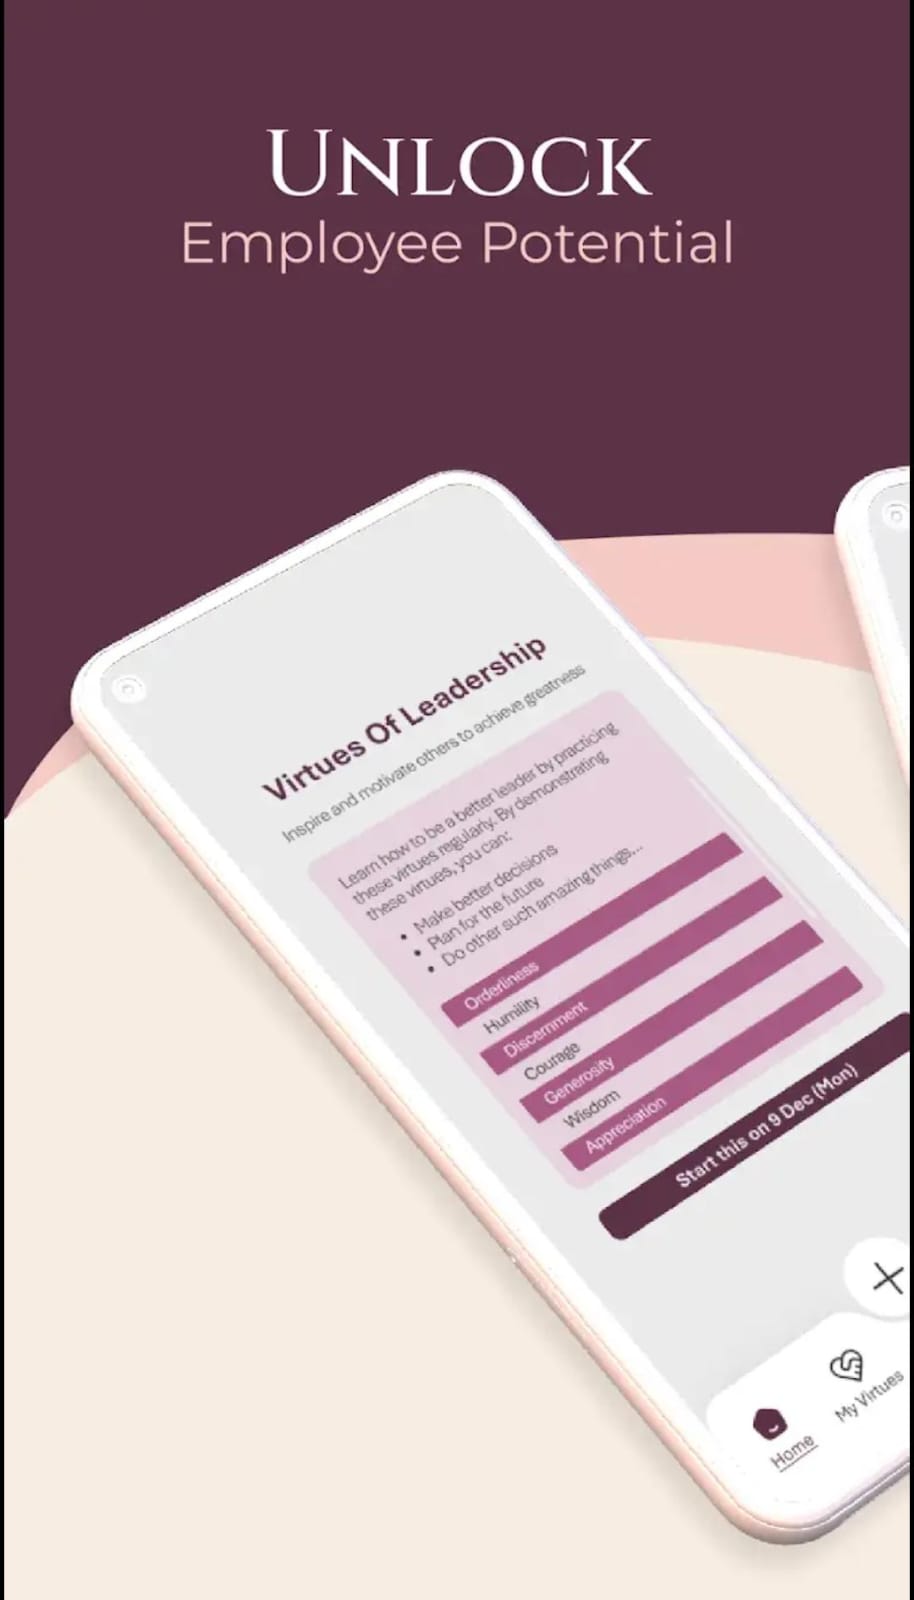 UNLOCK
Employee Potential
Virtues Of Leadership
Inspire and motivate others to achieve greatness
Learn how to be a better leader by practicing
these virtues regularly. By demonstrating
these virtues, you can:
• Make better decisions
• Plan for the future
• Do other such amazing things...
Orderliness
Humility
Discernment
Courage
Generosity
Wisdom
Appreciation
Start this on 9 Dec (Mon)
Home
My Virtues